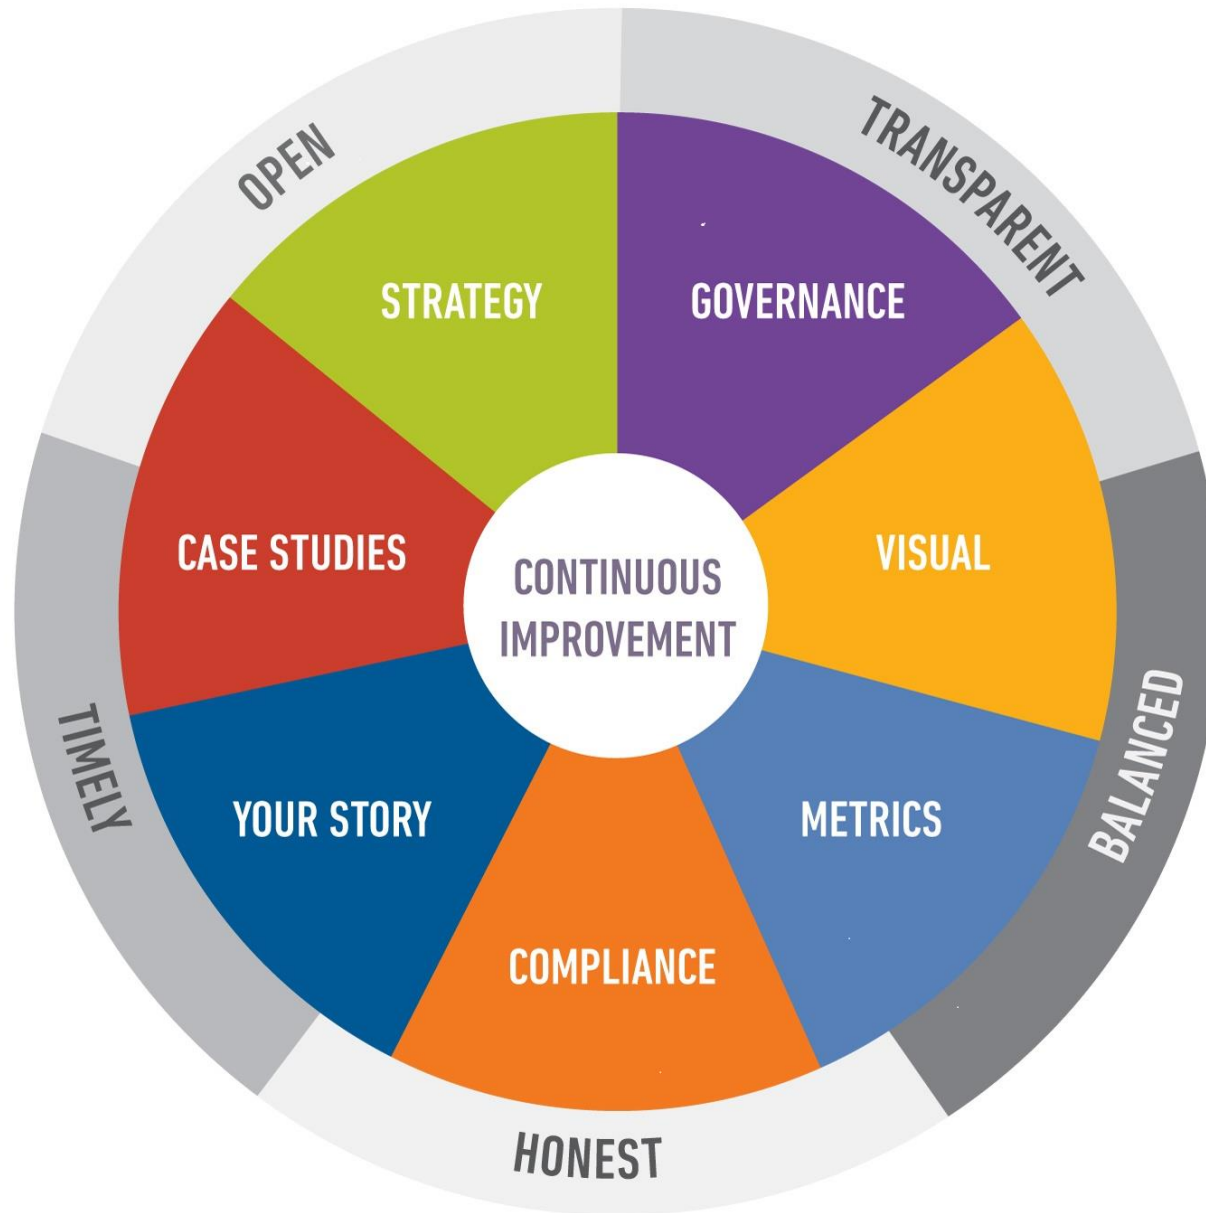 OPEN
TRANSPARENT
STRATEGY
GOVERNANCE
CASE STUDIES
VISUAL
CONTINUOUS
IMPROVEMENT
TIMELY
BALANCED
YOUR STORY
METRICS
COMPLIANCE
HONEST